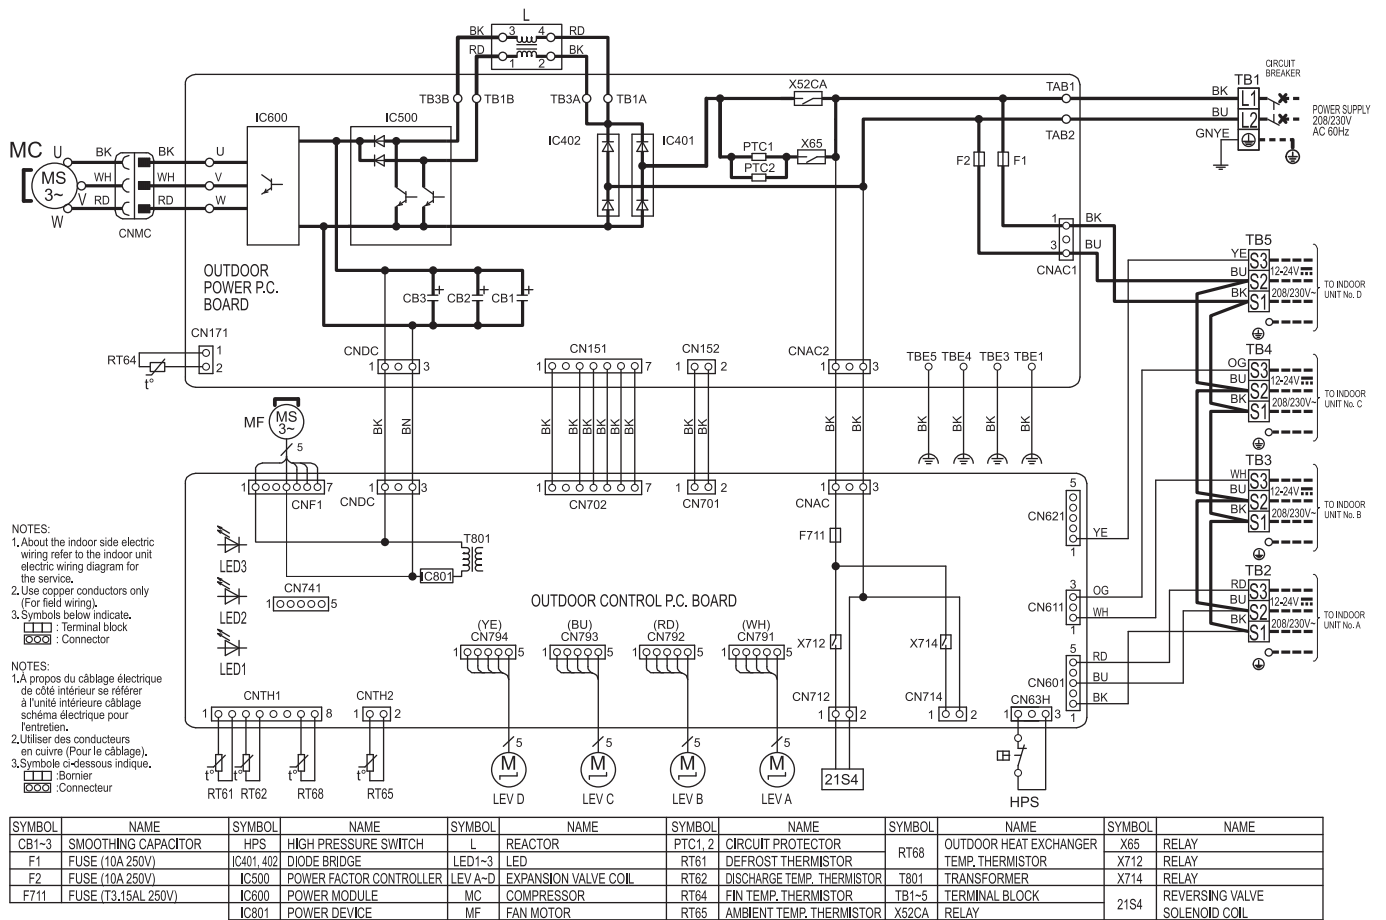 L
BK 3 4 RD
RD 1 2 BK
TB3B TB1B TB3A TB1A
X52CA
TAB1
TAB2
TB1
CIRCUIT
BREAKER
BK L1
BU L2
GNYE
POWER SUPPLY
208/230V
AC 60Hz
IC600
IC500
IC402
IC401
PTC1
PTC2
X65
F2
F1
MC
MS
3~
U BK BK U
V WH WH V
W RD RD W
CNMC
OUTDOOR
POWER P.C.
BOARD
CB3 + CB2 + CB1 +
1 BK
3 BU
CNAC1
TB5
YE S3
BU S2
BK S1
12-24V
208/230V~
TO INDOOR
UNIT No. D
TB4
OG S3
BU S2
BK S1
12-24V
208/230V~
TO INDOOR
UNIT No. C
TB3
WH S3
BU S2
BK S1
12-24V
208/230V~
TO INDOOR
UNIT No. B
TB2
RD S3
BU S2
BK S1
12-24V
208/230V~
TO INDOOR
UNIT No. A
CN171
1
2
RT64
t°
CNDC
1 3
CN151
1 7
CN152
1 2
CNAC2
1 3
TBE5 TBE4 TBE3 TBE1
MF
MS
3~
5
BK BN
BK BK BK BK BK BK BK
BK BK
BK BK
BK BK BK BK
1 7
CNF1
1 3
CNDC
1 7
CN702
1 2
CN701
1 3
CNAC
5
CN621
1
YE
3
CN611
1
OG
WH
5
CN601
1
RD
BU
BK
LED3
LED2
LED1
T801
IC801
CN741
1 5
F711
OUTDOOR CONTROL P.C. BOARD
(YE)
CN794
1 5
(BU)
CN793
1 5
(RD)
CN792
1 5
(WH)
CN791
1 5
X712
X714
CN712
1 2
CN714
1 2
CN63H
1 3
CNTH1
1 8
CNTH2
1 2
t° t° t° t°
RT61 RT62 RT68 RT65
5 5 5 5
M M M M
LEV D LEV C LEV B LEV A
21S4
HPS
NOTES:
1. About the indoor side electric
wiring refer to the indoor unit
electric wiring diagram for
the service.
2. Use copper conductors only
(For field wiring).
3. Symbols below indicate.
: Terminal block
: Connector
NOTES:
1. À propos du câblage électrique
de côté intérieur se référer
à l'unité intérieure câblage
schéma électrique pour
l'entretien.
2. Utiliser des conducteurs
en cuivre (Pour le câblage).
3. Symbole ci-dessous indique.
:Bornier
:Connecteur
SYMBOL NAME SYMBOL NAME SYMBOL NAME SYMBOL NAME SYMBOL NAME SYMBOL NAME
CB1~3 SMOOTHING CAPACITOR HPS HIGH PRESSURE SWITCH L REACTOR PTC1, 2 CIRCUIT PROTECTOR RT68 OUTDOOR HEAT EXCHANGER X65 RELAY
F1 FUSE (10A 250V) IC401, 402 DIODE BRIDGE LED1~3 LED RT61 DEFROST THERMISTOR TEMP. THERMISTOR X712 RELAY
F2 FUSE (10A 250V) IC500 POWER FACTOR CONTROLLER LEV A~D EXPANSION VALVE COIL RT62 DISCHARGE TEMP. THERMISTOR T801 TRANSFORMER X714 RELAY
F711 FUSE (T3.15AL 250V) IC600 POWER MODULE MC COMPRESSOR RT64 FIN TEMP. THERMISTOR TB1~5 TERMINAL BLOCK 21S4 REVERSING VALVE
IC801 POWER DEVICE MF FAN MOTOR RT65 AMBIENT TEMP. THERMISTOR X52CA RELAY SOLENOID COIL